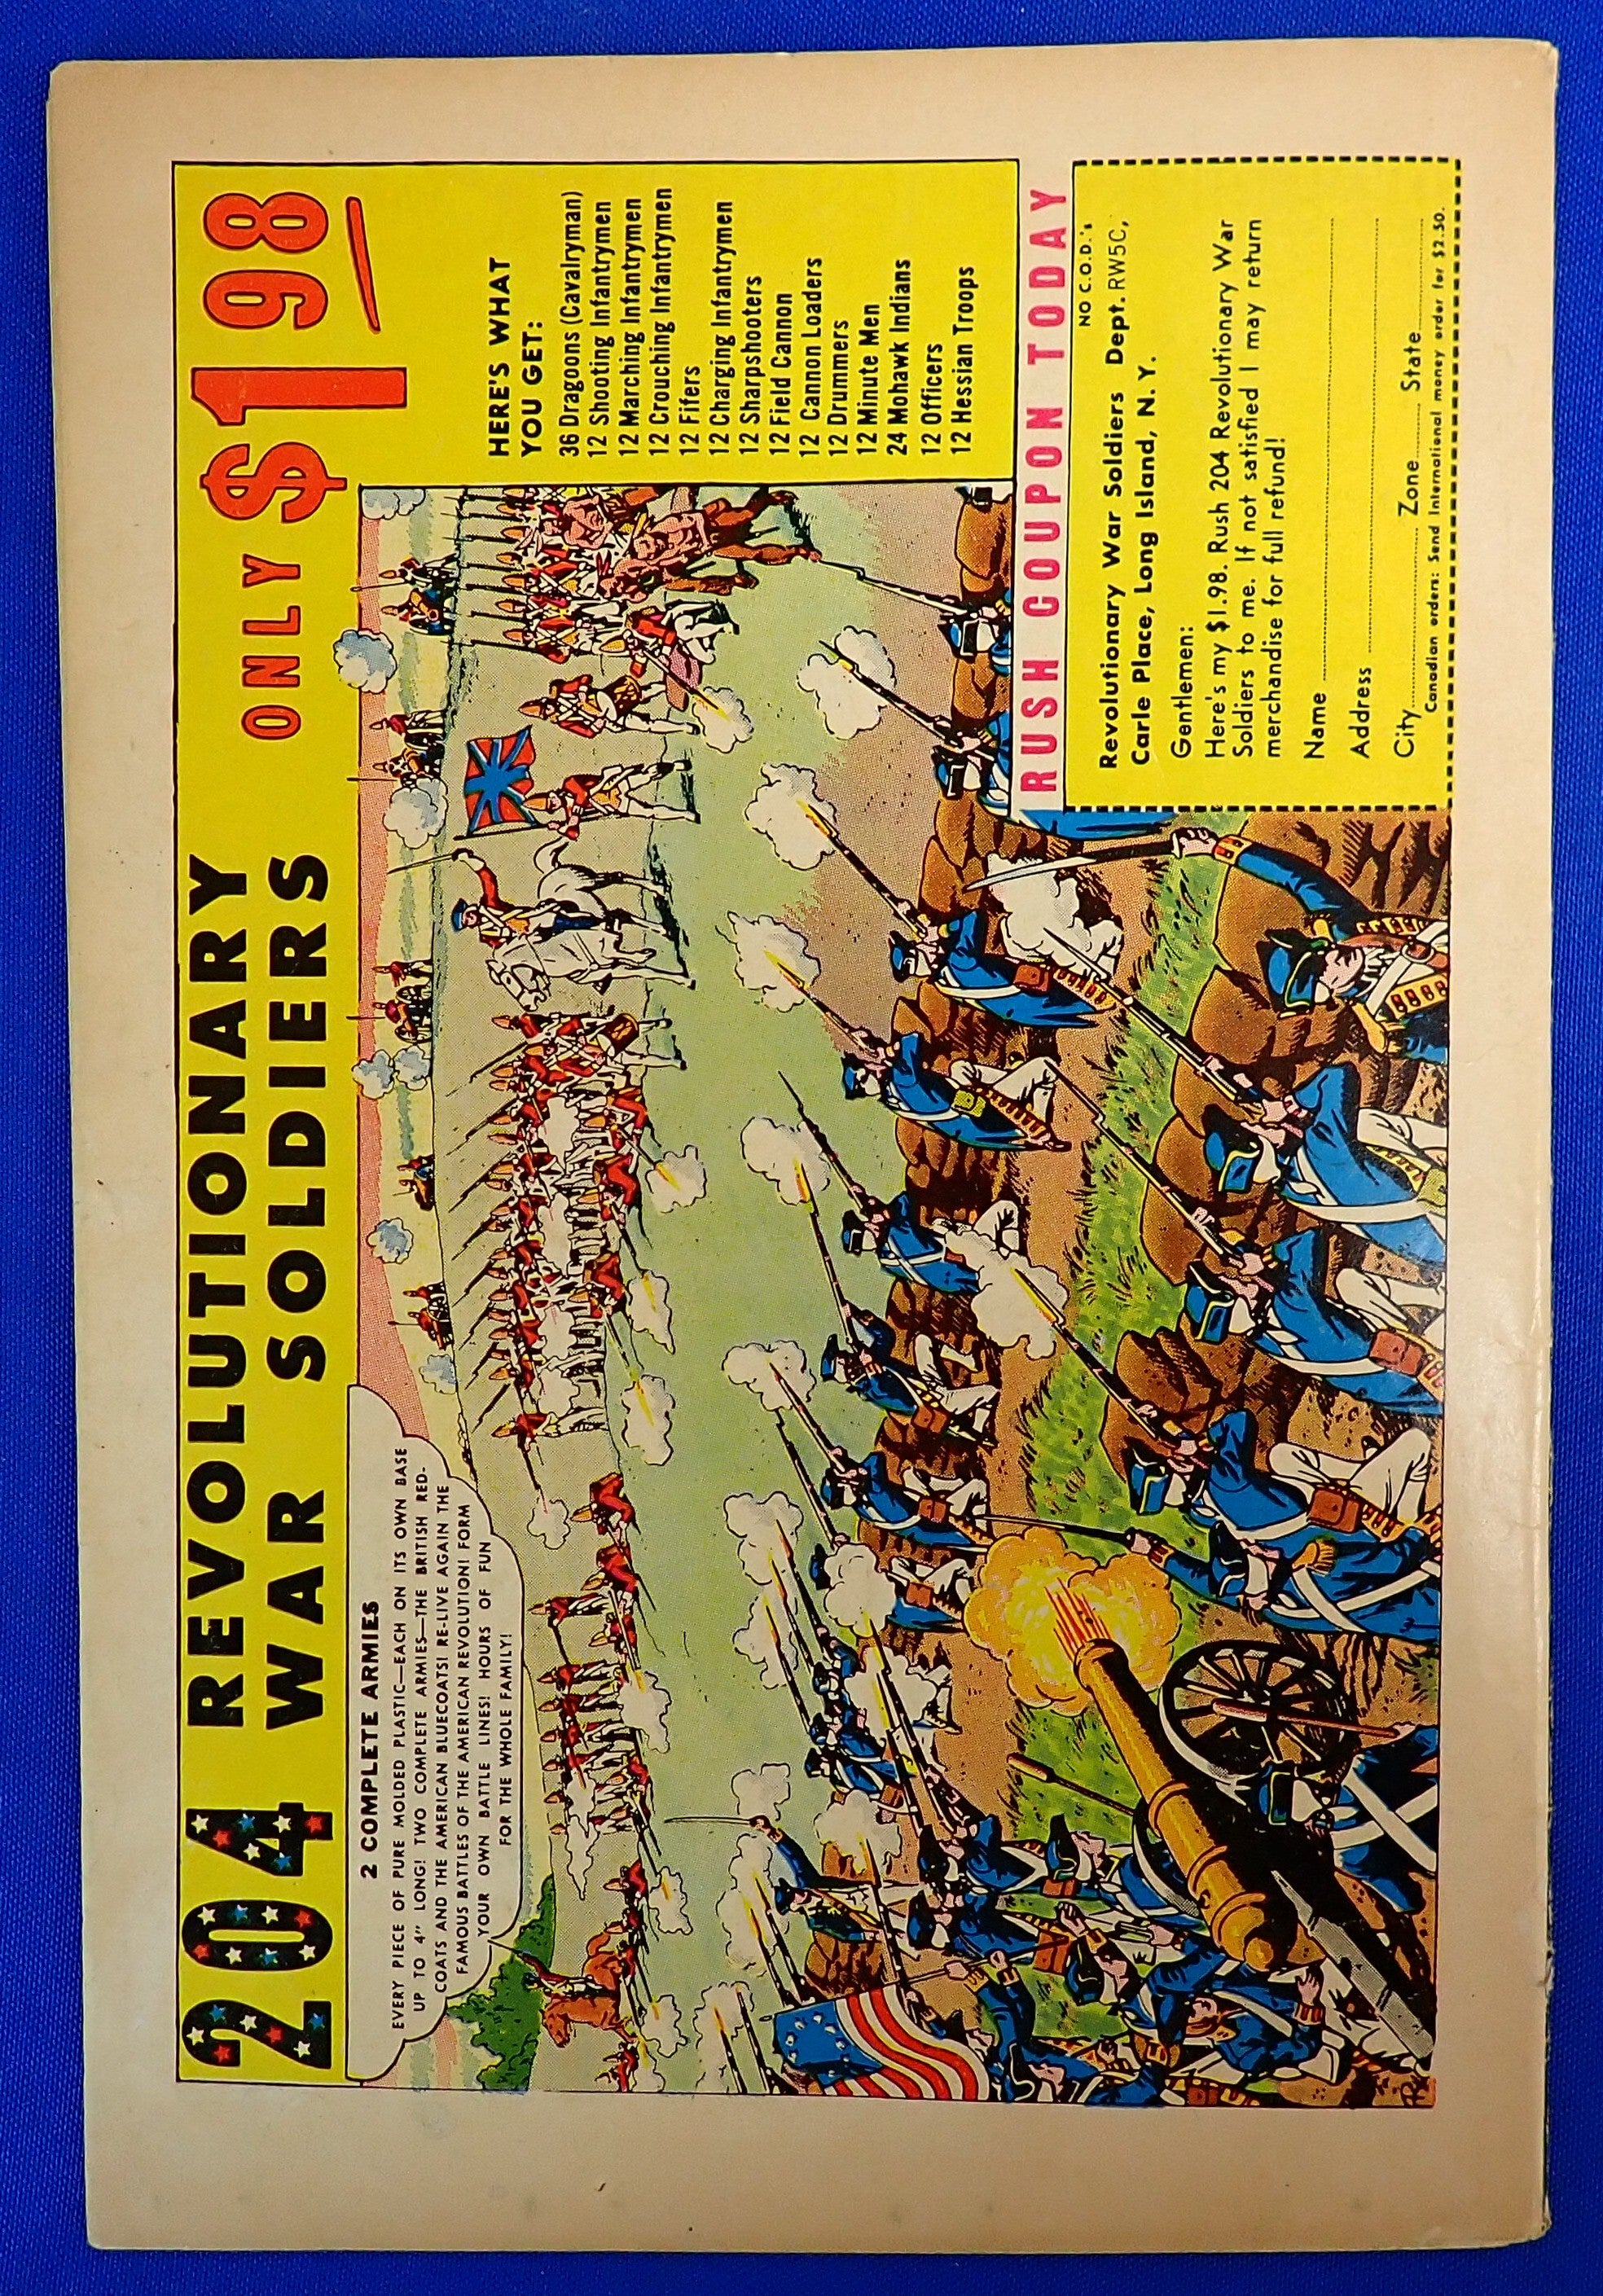 204 REVOLUTIONARY
WAR SOLDIERS
ONLY $198
2 COMPLETE ARMIES
EVERY PIECE OF PURE MOLDED PLASTIC—EACH ON ITS OWN BASE
UP TO 4" LONG! TWO COMPLETE ARMIES—THE BRITISH RED-
COATS AND THE AMERICAN BLUECOATS! RE-LIVE AGAIN THE
FAMOUS BATTLES OF THE AMERICAN REVOLUTION! FORM
YOUR OWN BATTLE LINES! HOURS OF FUN
FOR THE WHOLE FAMILY!
HERE'S WHAT
YOU GET:
36 Dragoons (Cavalryman)
12 Shooting Infantrymen
12 Marching Infantrymen
12 Crouching Infantrymen
12 Fifers
12 Charging Infantrymen
12 Sharpshooters
12 Field Cannon
12 Cannon Loaders
12 Drummers
12 Minute Men
24 Mohawk Indians
12 Officers
12 Hessian Troops
RUSH COUPON TODAY
NO C.O.D.'s
Revolutionary War Soldiers Dept. RW5C,
Carle Place, Long Island, N. Y.
Gentlemen:
Here's my $1.98. Rush 204 Revolutionary War
Soldiers to me. If not satisfied I may return
merchandise for full refund!
Name
Address
City Zone State
Canadian orders: Send International money order for $2.50.